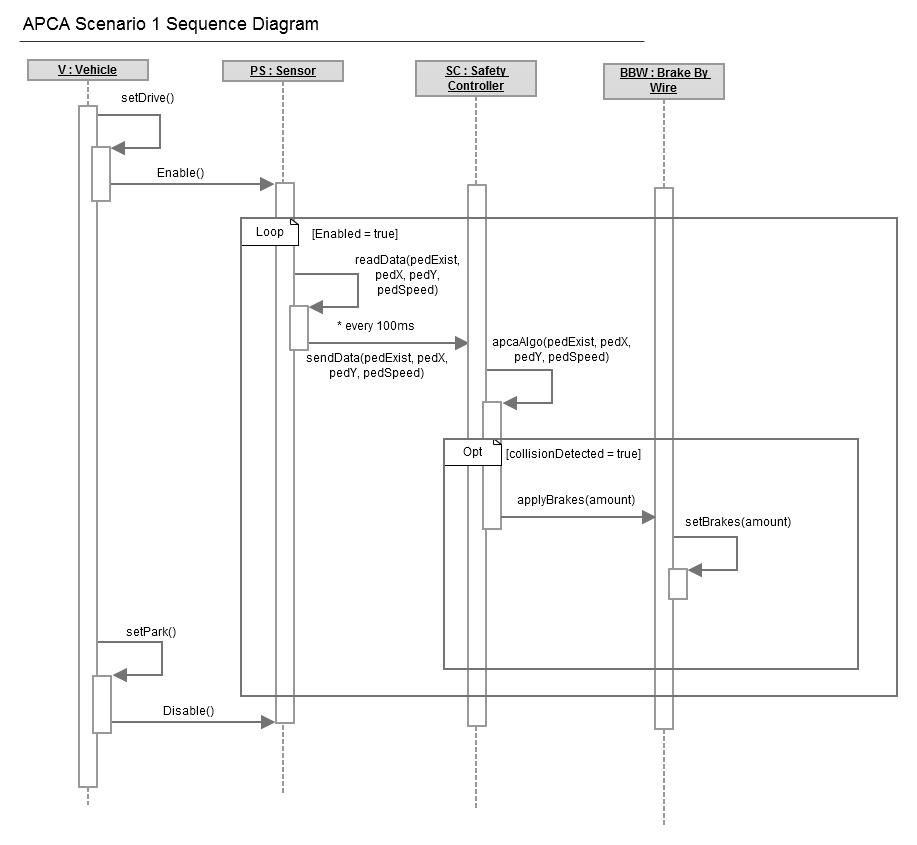 APCA Scenario 1 Sequence Diagram
V : Vehicle
PS : Sensor
SC : Safety
Controller
BBW : Brake By
Wire
setDrive()
Enable()
Loop
[Enabled = true]
readData(pedExist,
pedX, pedY,
pedSpeed)
* every 100ms
sendData(pedExist, pedX,
pedY, pedSpeed)
apcaAlgo(pedExist, pedX,
pedY, pedSpeed)
Opt
[collisionDetected = true]
applyBrakes(amount)
setBrakes(amount)
setPark()
Disable()